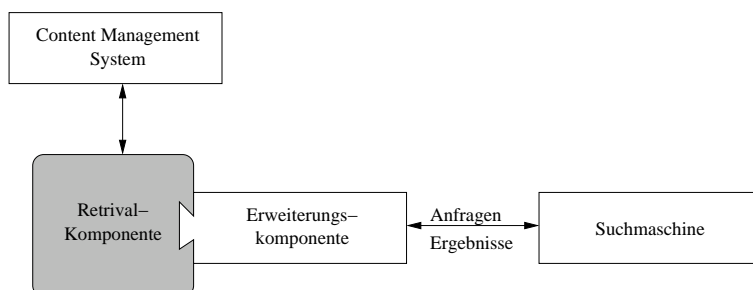 Content Management
System
Retrival–
Komponente
Erweiterungs–
komponente
Anfragen
Ergebnisse
Suchmaschine